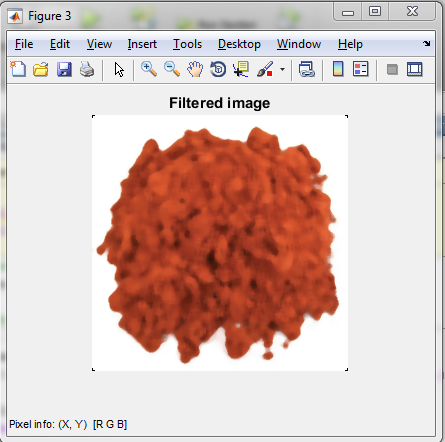 Figure 3
File Edit View Insert Tools Desktop Window Help
Filtered image
Pixel info: (X, Y) [R G B]